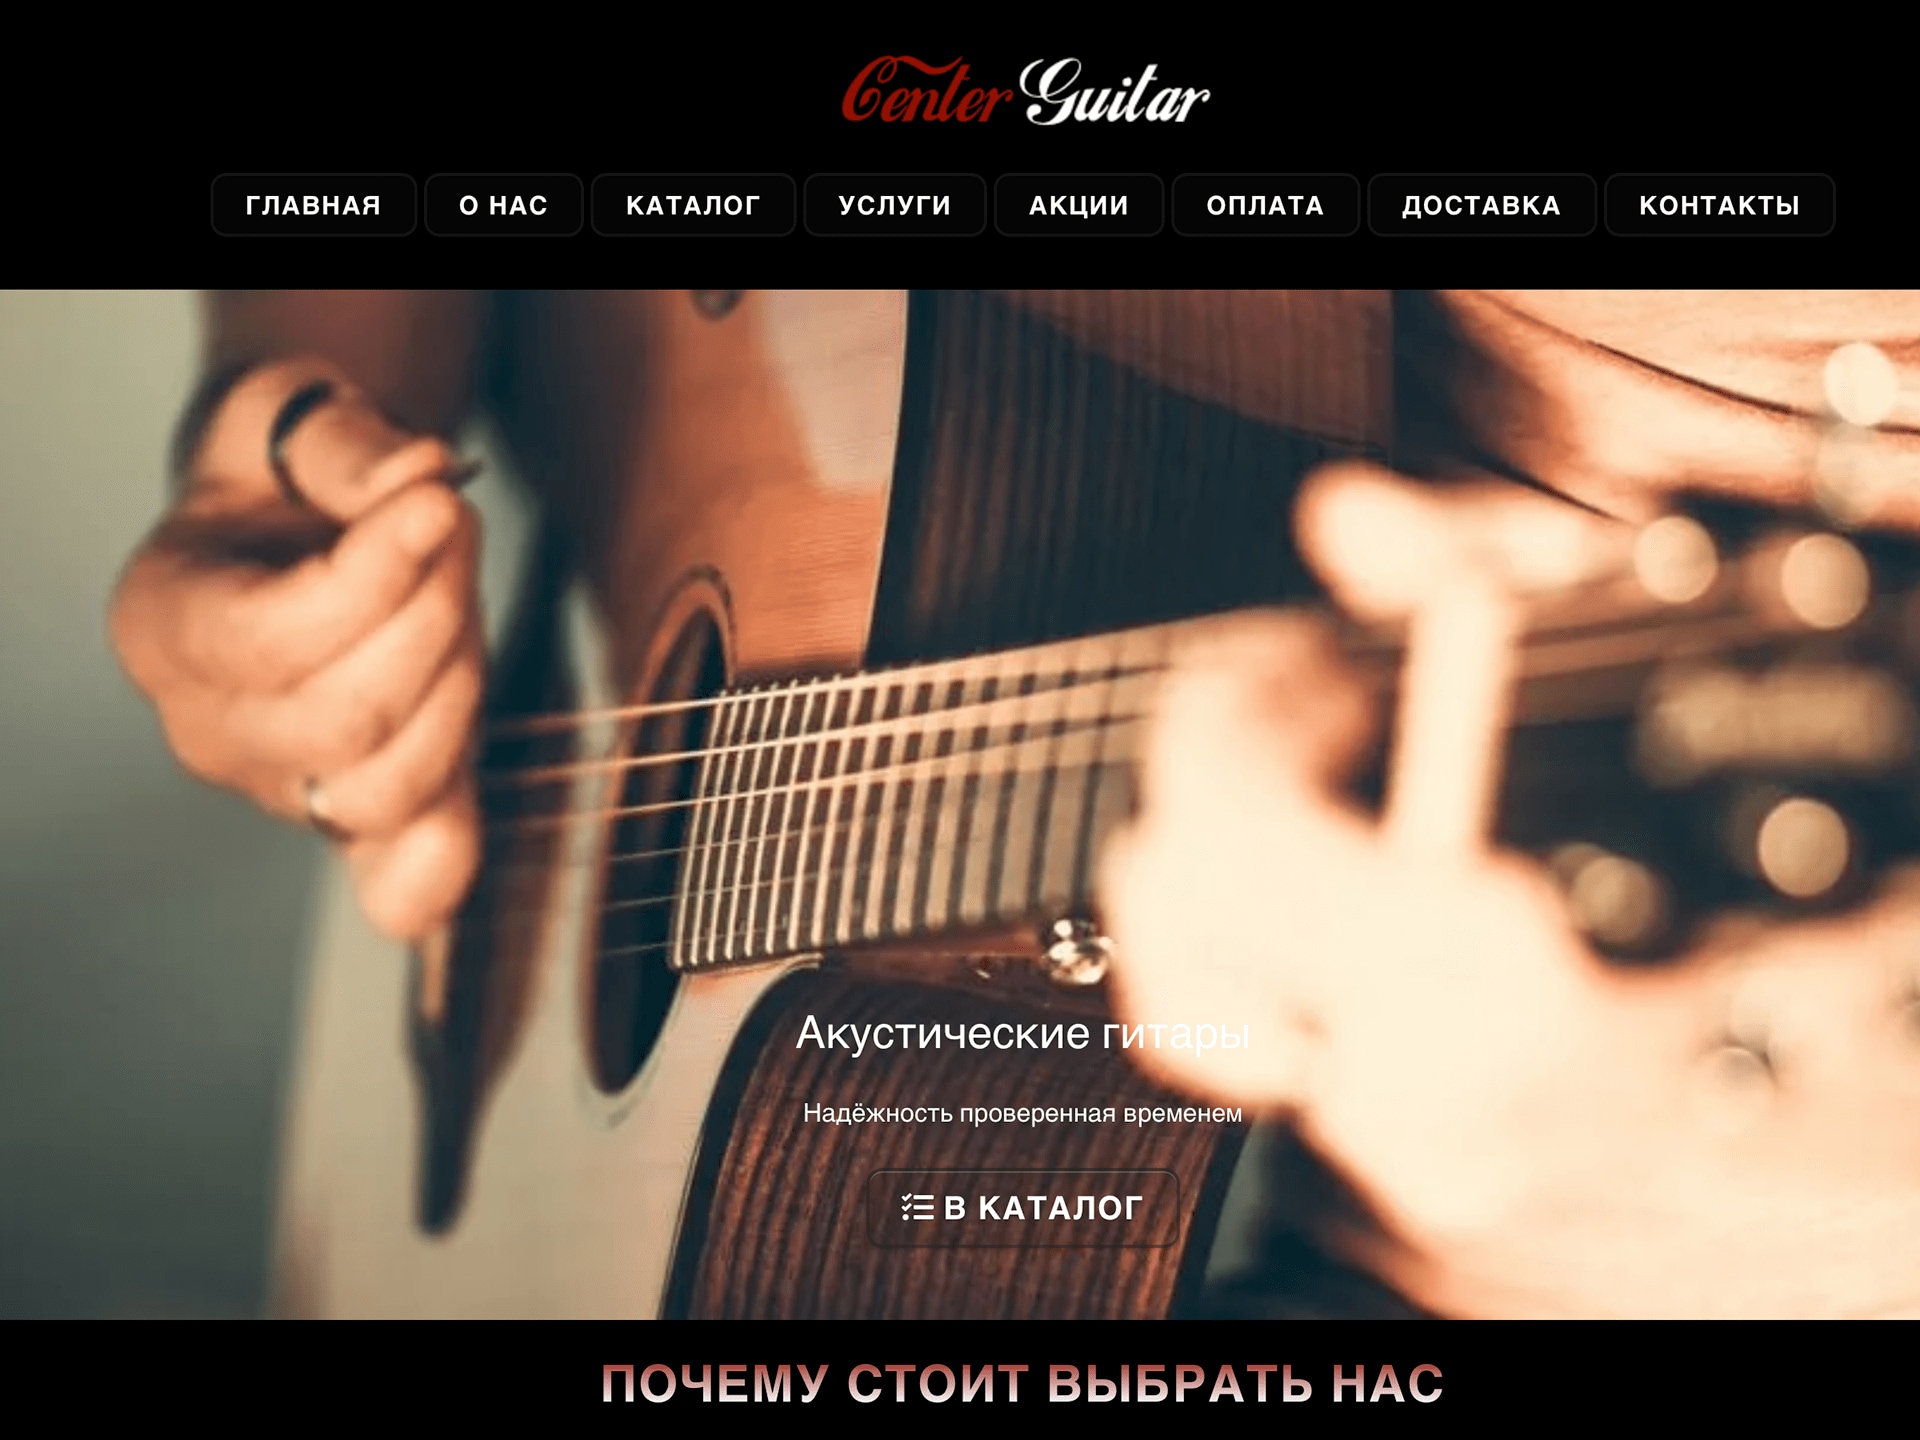 Center Guitar
ГЛАВНАЯ О НАС КАТАЛОГ УСЛУГИ АКЦИИ ОПЛАТА ДОСТАВКА КОНТАКТЫ
Акустические гитары
Надёжность проверенная временем
В КАТАЛОГ
ПОЧЕМУ СТОИТ ВЫБРАТЬ НАС